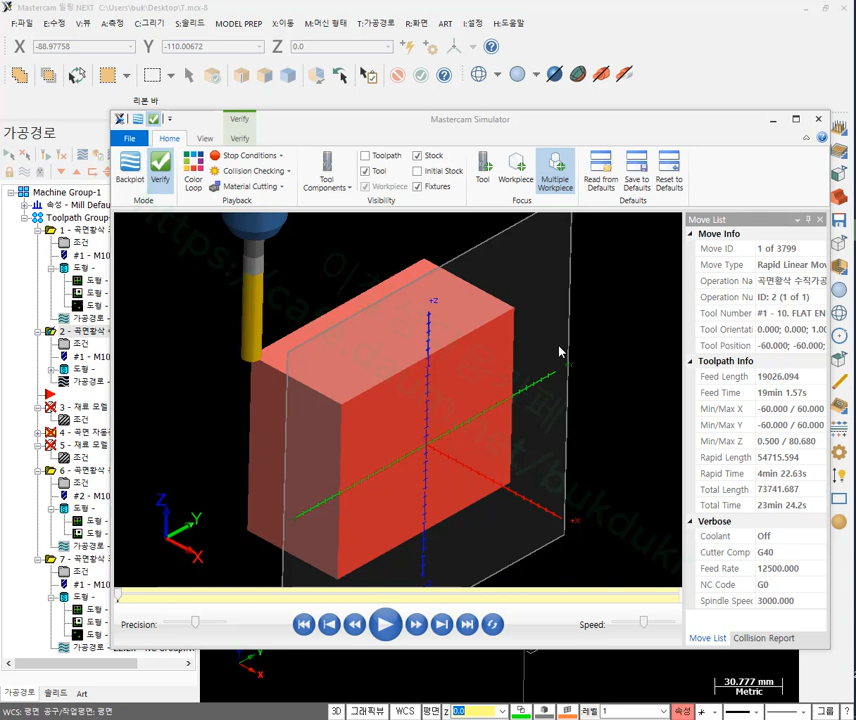 Mastercam 밀링 NEXT  C:\Users\buk\Desktop\T.mcx-8
F:파일 E:수정 V:뷰 A:측정 C:그리기 S:솔리드 MODEL PREP X:이동 M:머신 형태 T:가공경로 R:화면 ART I:설정 H:도움말
X -88.97758 Y -110.00672 Z 0.0
리본 바
가공경로
Machine Group-1
속성 - Mill Defau
Toolpath Group-
1 - 곡면황삭
조건
#1 - M10
도형 -
도형
도형
도형
가공경로
2 - 곡면황삭
조건
#1 - M10
도형 -
가공경로
3 - 재료 모델
조건
4 - 곡면 자동
5 - 재료 모델
조건
6 - 곡면황삭
조건
#2 - M10
도형 -
도형
도형
가공경로
7 - 곡면황삭
조건
#1 - M10
도형 -
도형
도형
가공경로
가공경로 솔리드 Art
Verify Mastercam Simulator
File Home View Verify
Backplot Verify
Mode
Color Loop
Stop Conditions
Collision Checking
Material Cutting
Playback
Tool Components
Toolpath Stock
Tool Initial Stock
Workpiece Fixtures
Visibility
Tool Workpiece Multiple Workpiece
Focus
Read from Defaults Save to Defaults Reset to Defaults
Defaults
+Z
Z
Y
X
+X
Precision: Speed:
Move List
Move Info
Move ID 1 of 3799
Move Type Rapid Linear Mov
Operation Na 곡면황삭 수직가공
Operation Nu ID: 2 (1 of 1)
Tool Number #1 - 10. FLAT EN
Tool Orientati 0.000; 0.000; 1.00
Tool Position -60.000; -60.000;
Toolpath Info
Feed Length 19026.094
Feed Time 19min 1.57s
Min/Max X -60.000 / 60.000
Min/Max Y -60.000 / 60.000
Min/Max Z 0.500 / 80.680
Rapid Length 54715.594
Rapid Time 4min 22.63s
Total Length 73741.687
Total Time 23min 24.2s
Verbose
Coolant Off
Cutter Comp G40
Feed Rate 12500.000
NC Code G0
Spindle Speed 3000.000
Move List Collision Report
Y
X
30.777 mm
Metric
WCS: 평면 공구/작업평면: 평면
3D 그래픽뷰 WCS 평면 Z 0.0 레벨 1 속성 그룹 ?